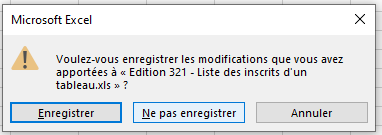 Microsoft Excel
Voulez-vous enregistrer les modifications que vous avez
apportées à « Edition 321 - Liste des inscrits d'un
tableau.xls » ?
Enregistrer
Ne pas enregistrer
Annuler